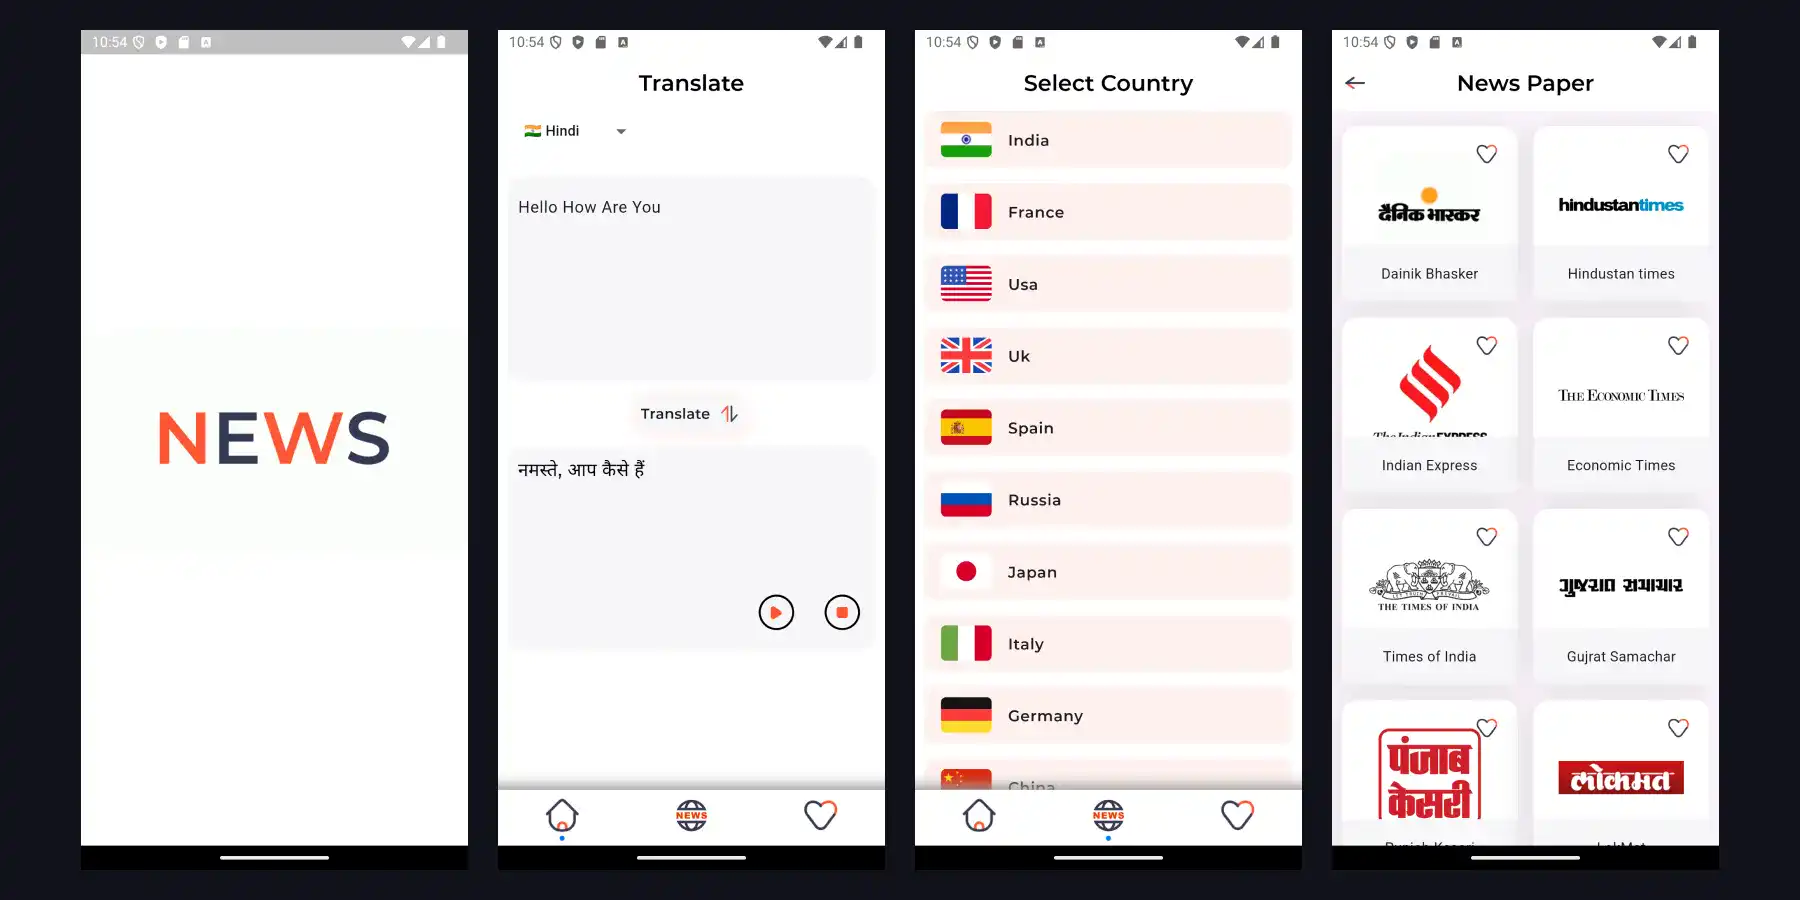 10:54
NEWS
10:54
Translate
Hindi
Hello How Are You
Translate
नमस्ते, आप कैसे हैं
NEWS
10:54
Select Country
India
France
Usa
Uk
Spain
Russia
Japan
Italy
Germany
China
NEWS
10:54
News Paper
दैनिक भास्कर
hindustantimes
Dainik Bhasker
Hindustan times
The Indian EXPRESS
THE ECONOMIC TIMES
Indian Express
Economic Times
THE TIMES OF INDIA
ગુજરાત સમાચાર
Times of India
Gujrat Samachar
पंजाब
केसरी
लोकमत
Punjab Kesari
LokMat